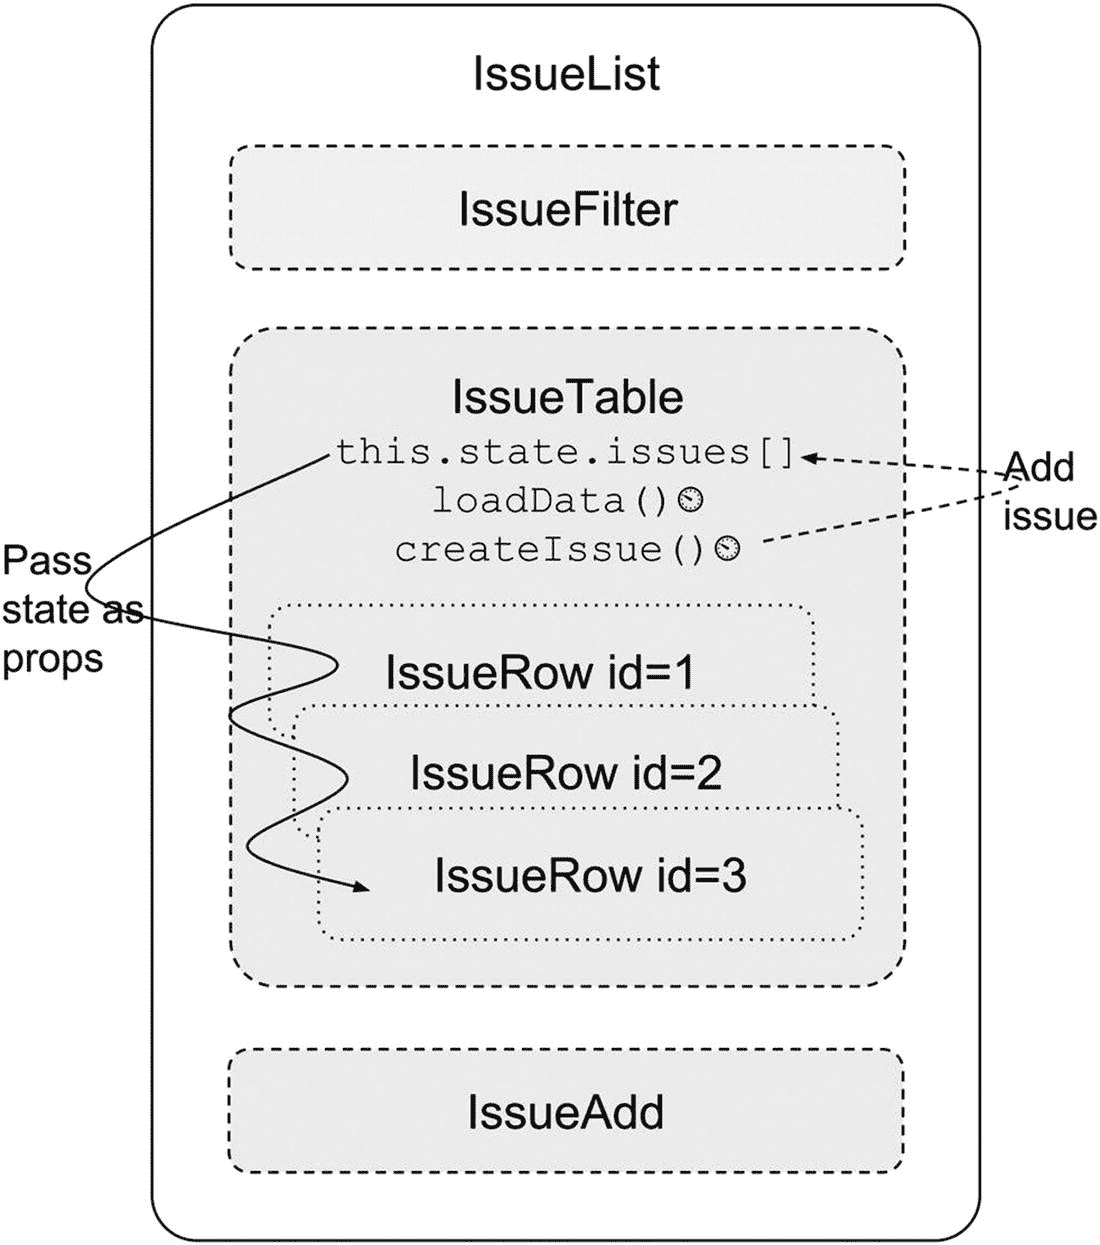 IssueList
IssueFilter
IssueTable
this.state.issues[]
loadData()
createIssue()
Add
issue
Pass
state as
props
IssueRow id=1
IssueRow id=2
IssueRow id=3
IssueAdd